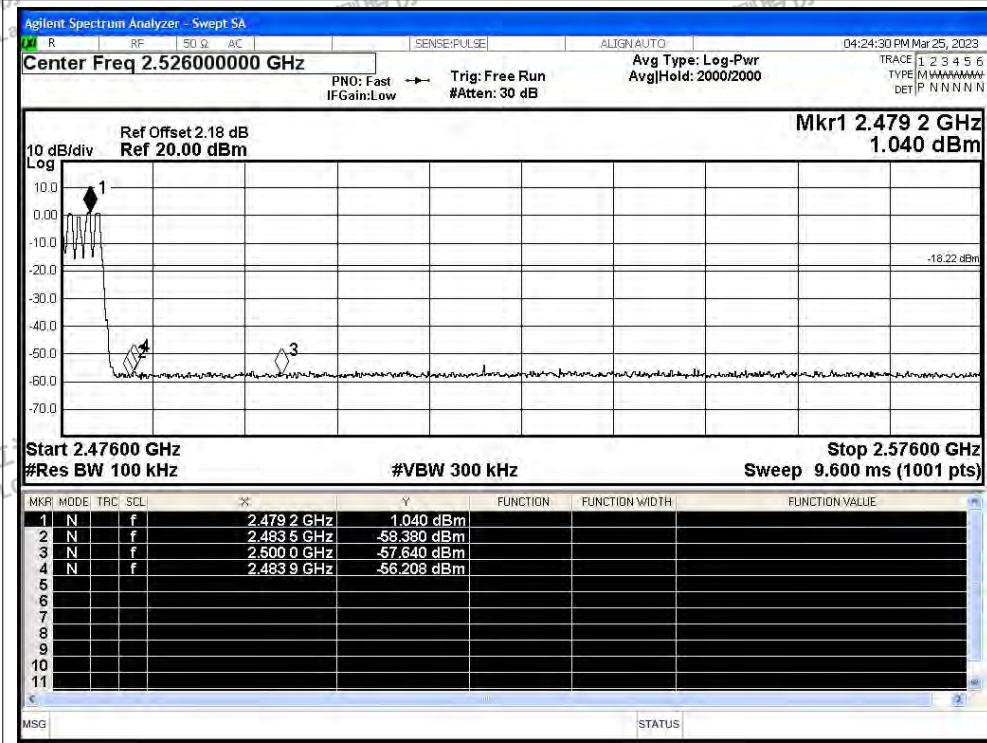 Agilent Spectrum Analyzer - Swept SA
R RF 50 Ω AC SENSE:PULSE ALIGN AUTO 04:24:30 PM Mar 25, 2023
Center Freq 2.526000000 GHz
PNO: Fast
IFGain:Low
Trig: Free Run
#Atten: 30 dB
Avg Type: Log-Pwr
Avg|Hold: 2000/2000
TRACE 1 2 3 4 5 6
TYPE M
DET P N N N N N
Mkr1 2.479 2 GHz
1.040 dBm
Ref Offset 2.18 dB
10 dB/div Ref 20.00 dBm
Log
10.0
0.00
-10.0
-20.0
-30.0
-40.0
-50.0
-60.0
-70.0
1
-18.22 dBm
2
4
3
Start 2.47600 GHz Stop 2.57600 GHz
#Res BW 100 kHz #VBW 300 kHz Sweep 9.600 ms (1001 pts)
MKR MODE TRC SCL X Y FUNCTION FUNCTION WIDTH FUNCTION VALUE
1 N f 2.479 2 GHz 1.040 dBm
2 N f 2.483 5 GHz -58.380 dBm
3 N f 2.500 0 GHz -57.640 dBm
4 N f 2.483 9 GHz -56.208 dBm
5
6
7
8
9
10
11
MSG STATUS